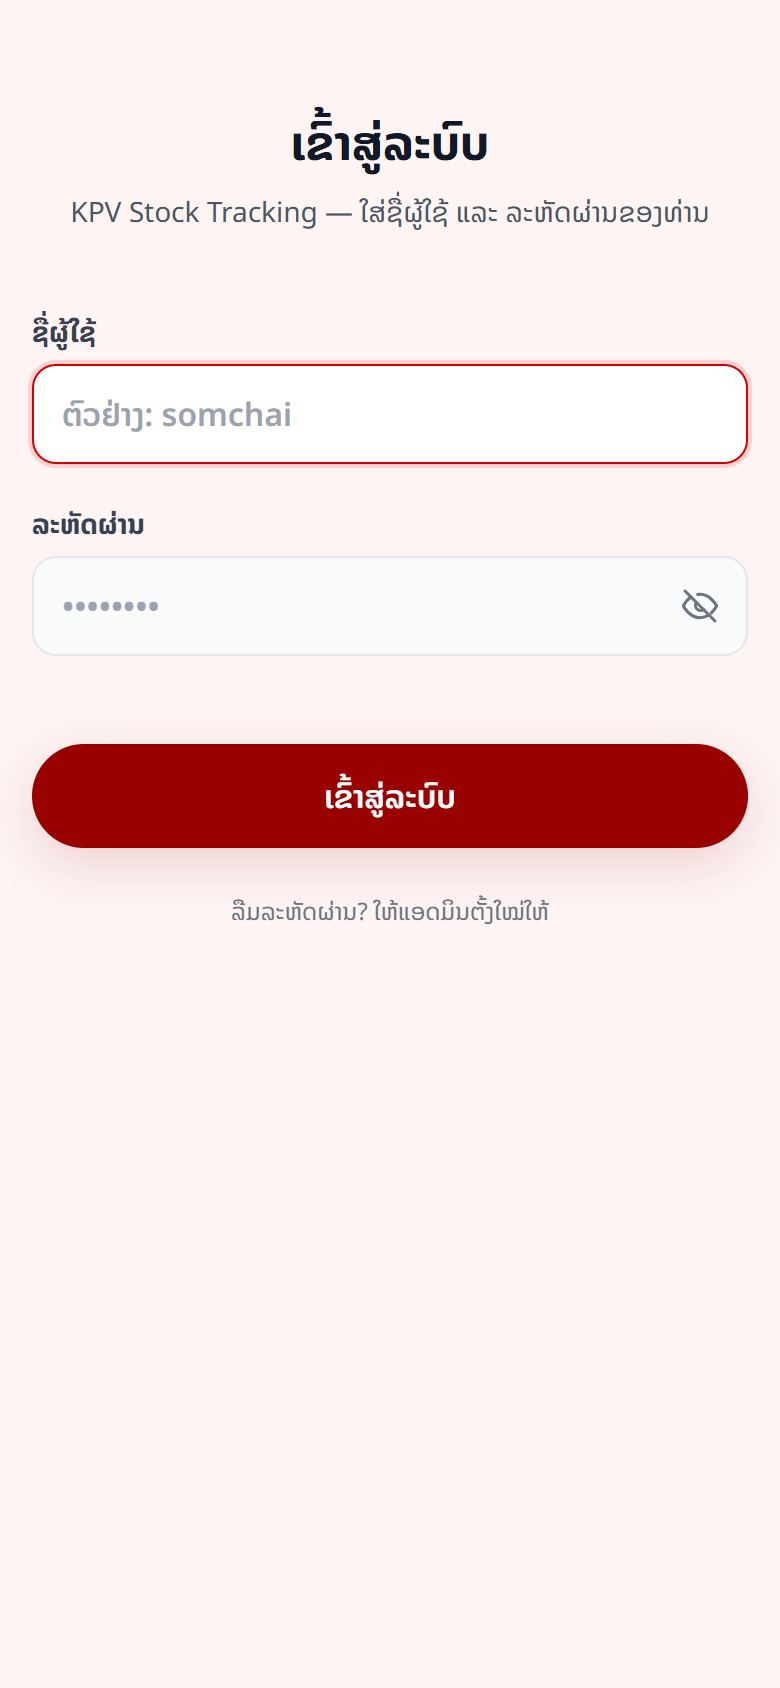 ເຂົ້າສູ່ລະບົບ
KPV Stock Tracking — ໃສ່ຊື່ຜູ້ໃຊ້ ແລະ ລະຫັດຜ່ານຂອງທ່ານ
ຊື່ຜູ້ໃຊ້
ຕົວຢ່າງ: somchai
ລະຫັດຜ່ານ
••••••••
ເຂົ້າສູ່ລະບົບ
ລືມລະຫັດຜ່ານ? ໃຫ້ແອດມິນຕັ້ງໃໝ່ໃຫ້